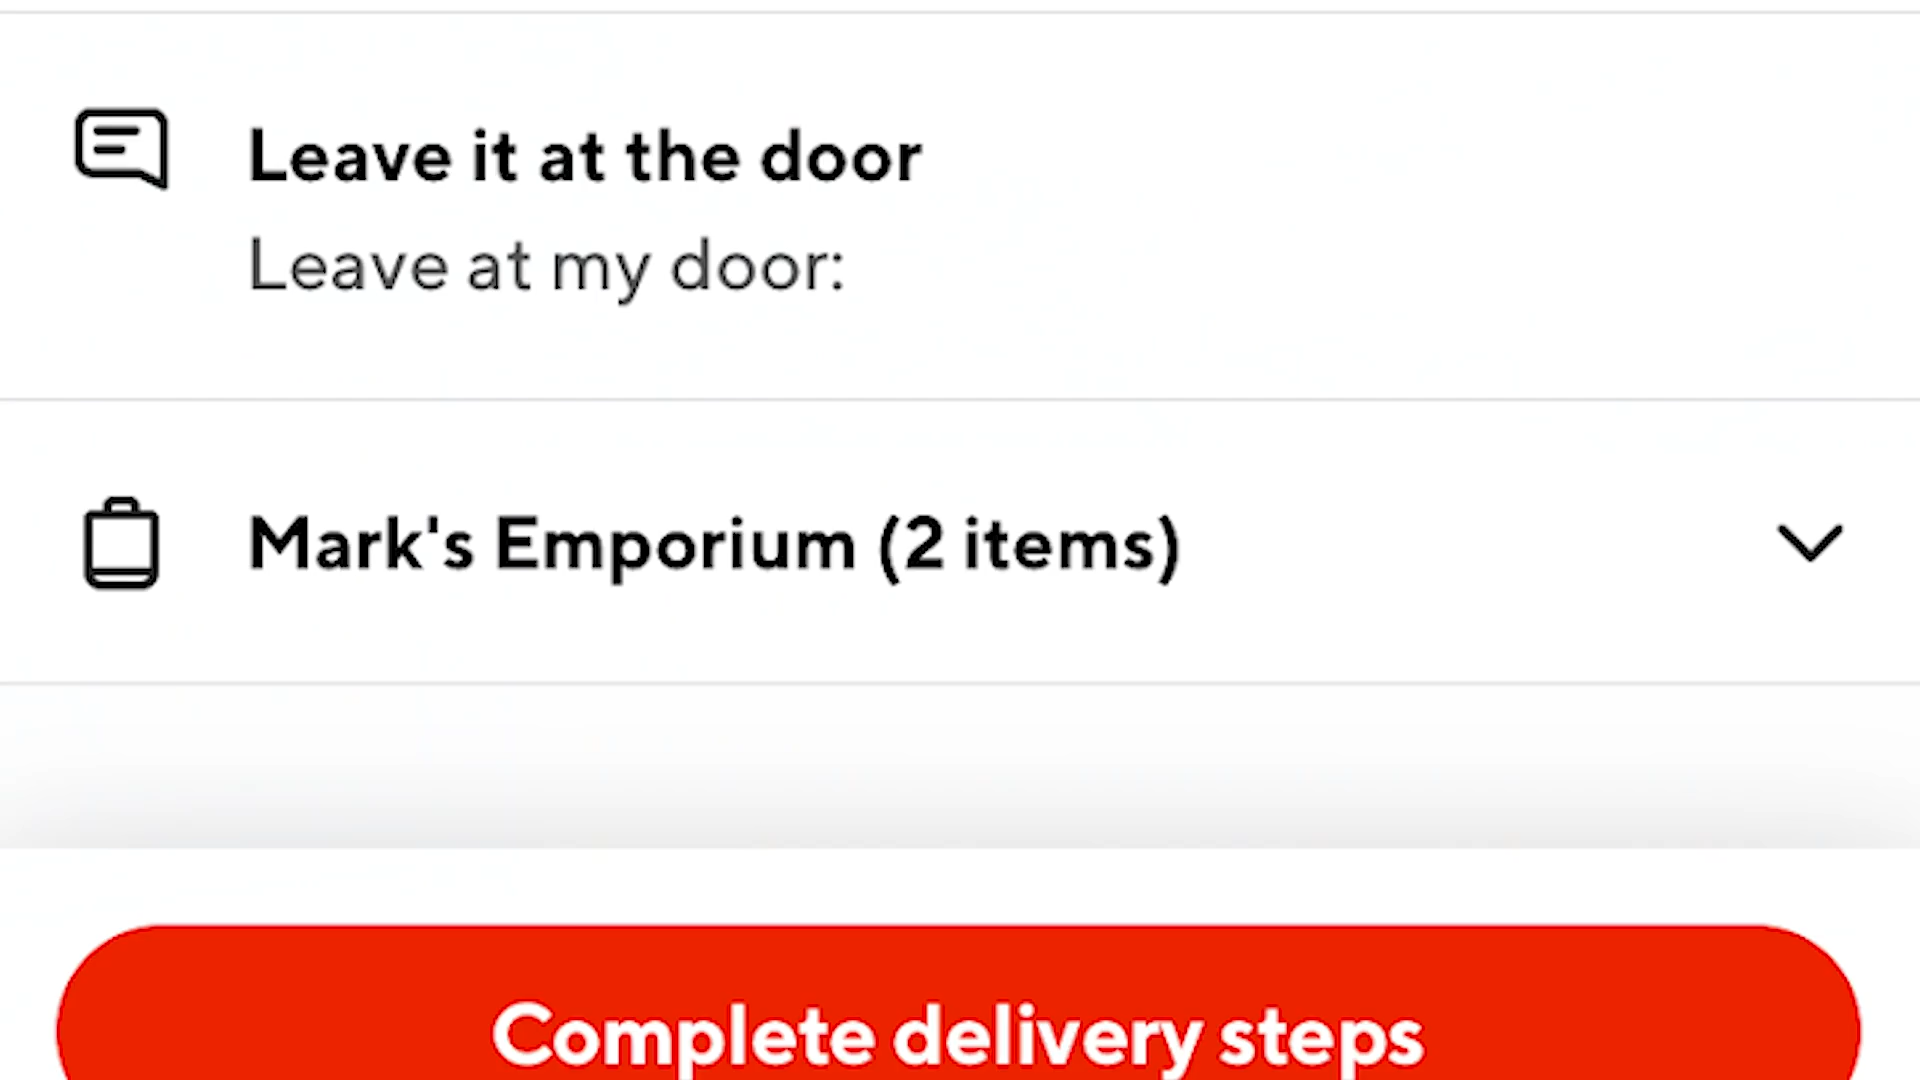 Leave it at the door
Leave at my door:
Mark's Emporium (2 items)
Complete delivery steps